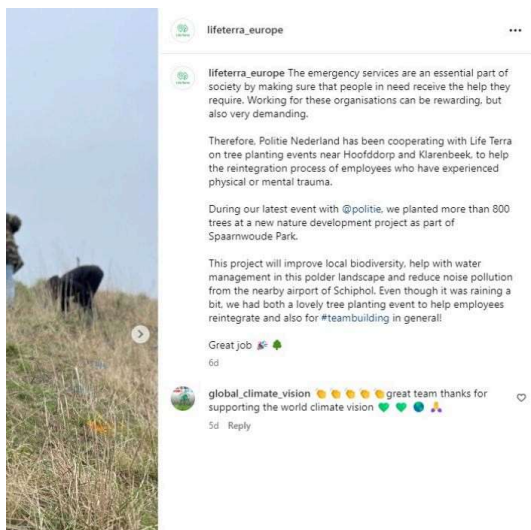 lifeterra_europe
lifeterra_europe The emergency services are an essential part of
society by making sure that people in need receive the help they
require. Working for these organisations can be rewarding, but
also very demanding.
Therefore, Politie Nederland has been cooperating with Life Terra
on tree planting events near Hoofddorp and Klarenbeek, to help
the reintegration process of employees who have experienced
physical or mental trauma.
During our latest event with @politie, we planted more than 800
trees at a new nature development project as part of
Spaarnwoude Park.
This project will improve local biodiversity, help with water
management in this polder landscape and reduce noise pollution
from the nearby airport of Schiphol. Even though it was raining a
bit, we had both a lovely tree planting event to help employees
reintegrate and also for #teambuilding in general!
Great job 🎉 🌲
6d
global_climate_vision 👏 👏 👏 👏 👏 great team thanks for
supporting the world climate vision 💚 💚 🌍 🙏
5d Reply